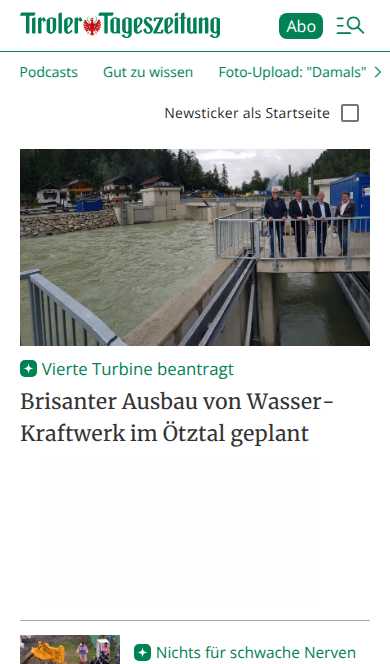 Tiroler Tageszeitung
Abo
Podcasts Gut zu wissen Foto-Upload: "Damals"
Newsticker als Startseite
Vierte Turbine beantragt
Brisanter Ausbau von Wasser-
Kraftwerk im Ötztal geplant
Nichts für schwache Nerven